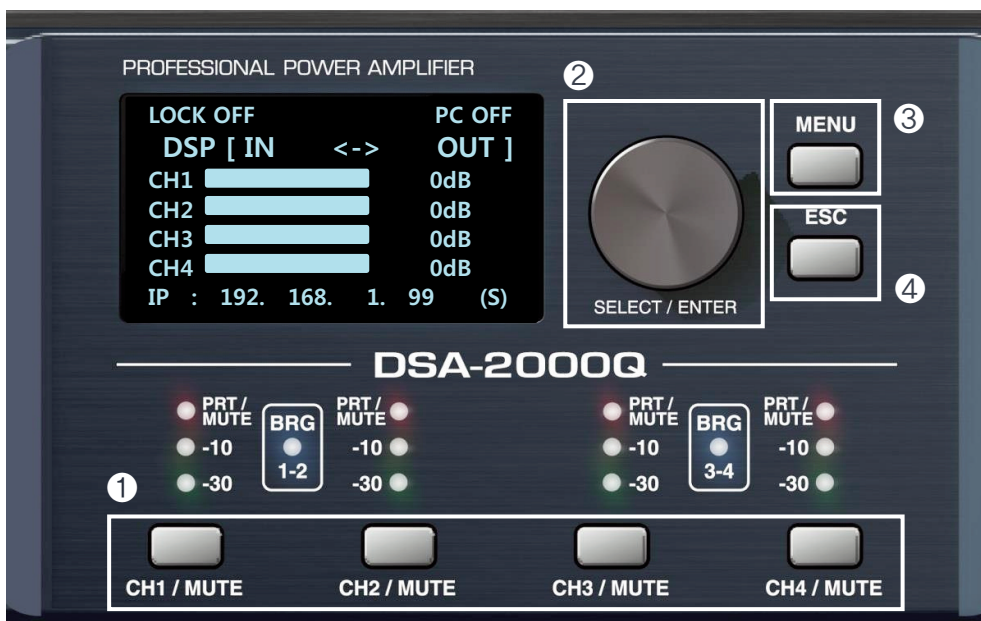 PROFESSIONAL POWER AMPLIFIER
②
LOCK OFF PC OFF
DSP [ IN <-> OUT ]
CH1 0dB
CH2 0dB
CH3 0dB
CH4 0dB
IP : 192. 168. 1. 99 (S)
SELECT / ENTER
MENU ③
ESC
④
DSA-2000Q
PRT / MUTE
-10
-30
BRG
1-2
PRT / MUTE
-10
-30
PRT / MUTE
-10
-30
BRG
3-4
PRT / MUTE
-10
-30
①
CH1 / MUTE CH2 / MUTE CH3 / MUTE CH4 / MUTE